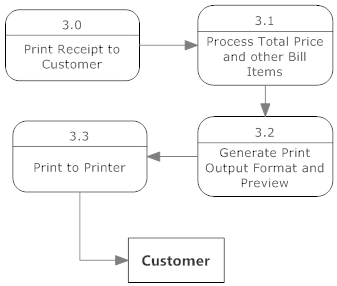 3.0
Print Receipt to
Customer
3.1
Process Total Price
and other Bill
Items
3.2
Generate Print
Output Format and
Preview
3.3
Print to Printer
Customer